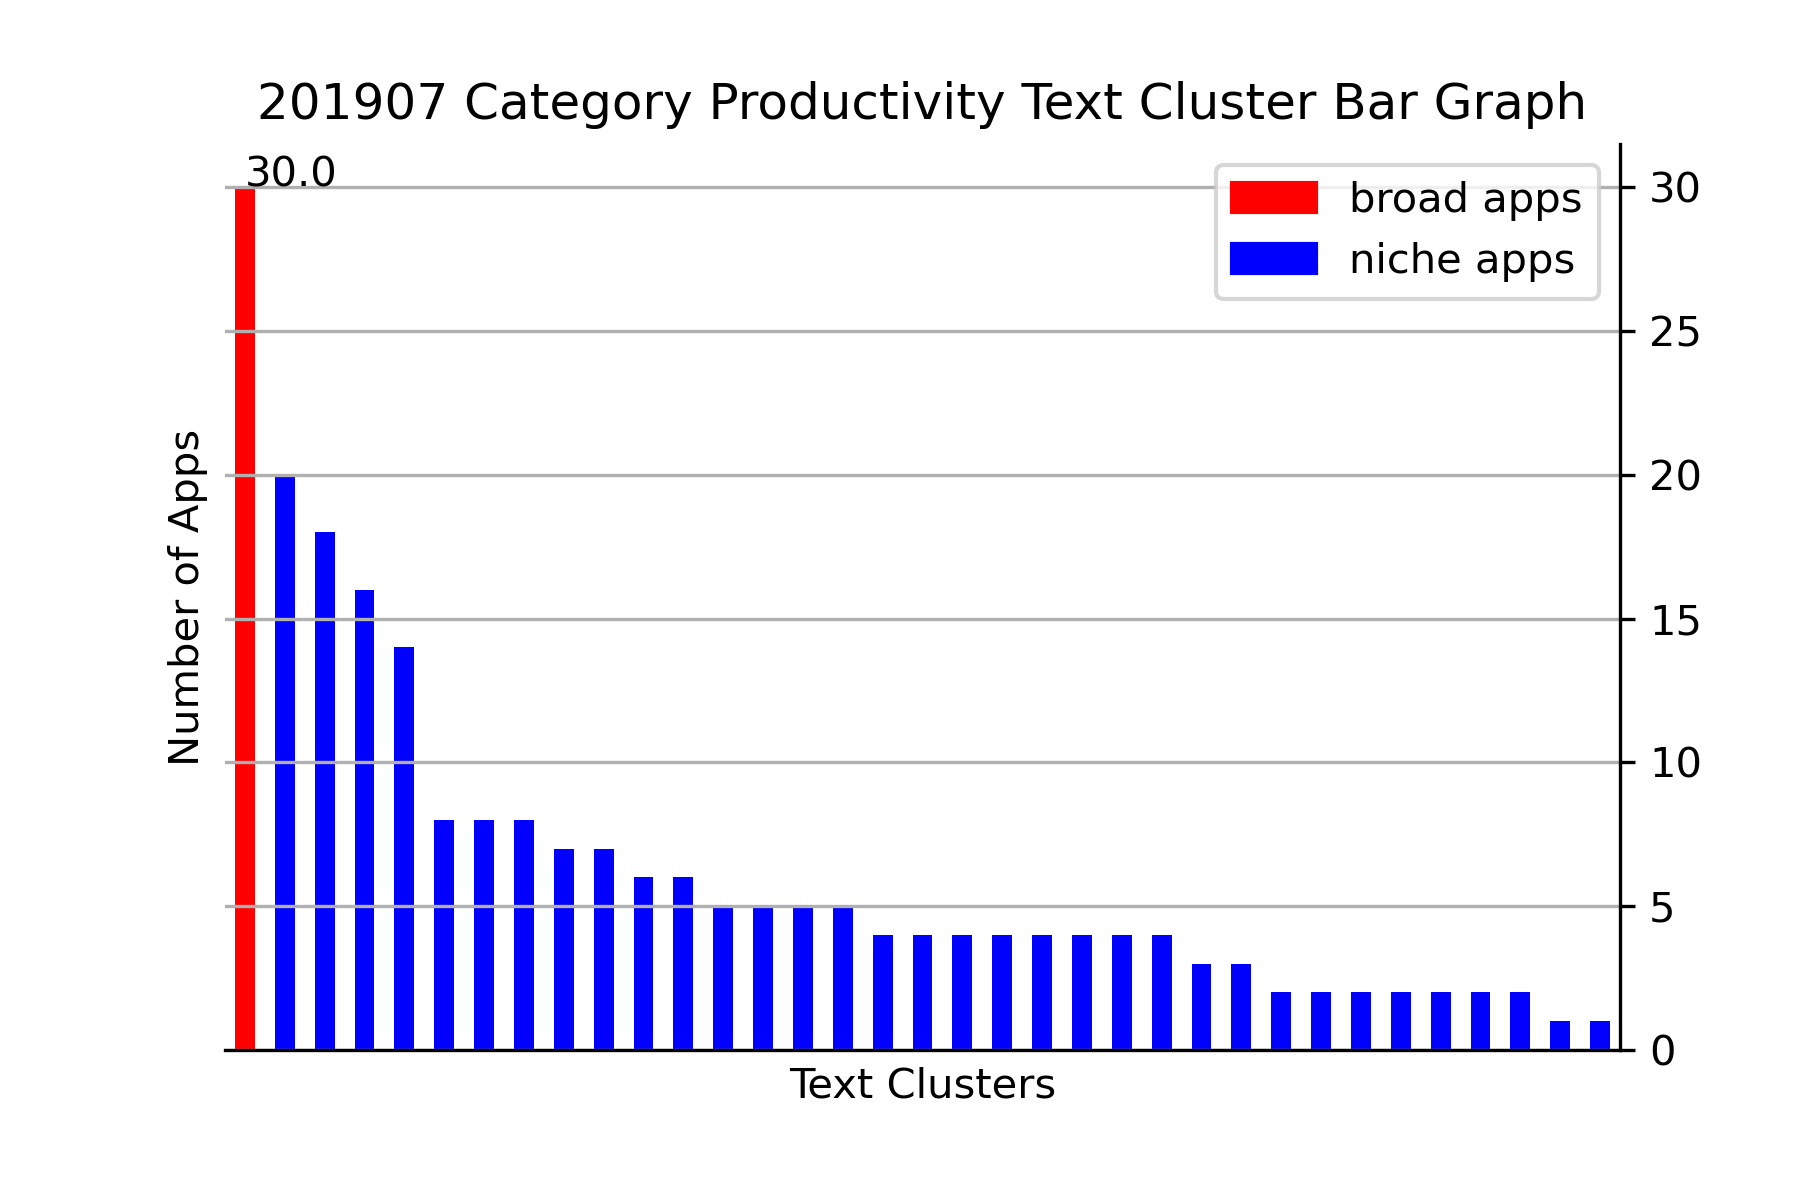 201907 Category Productivity Text Cluster Bar Graph
30.0
broad apps
niche apps
30
25
20
15
10
5
0
Number of Apps
Text Clusters